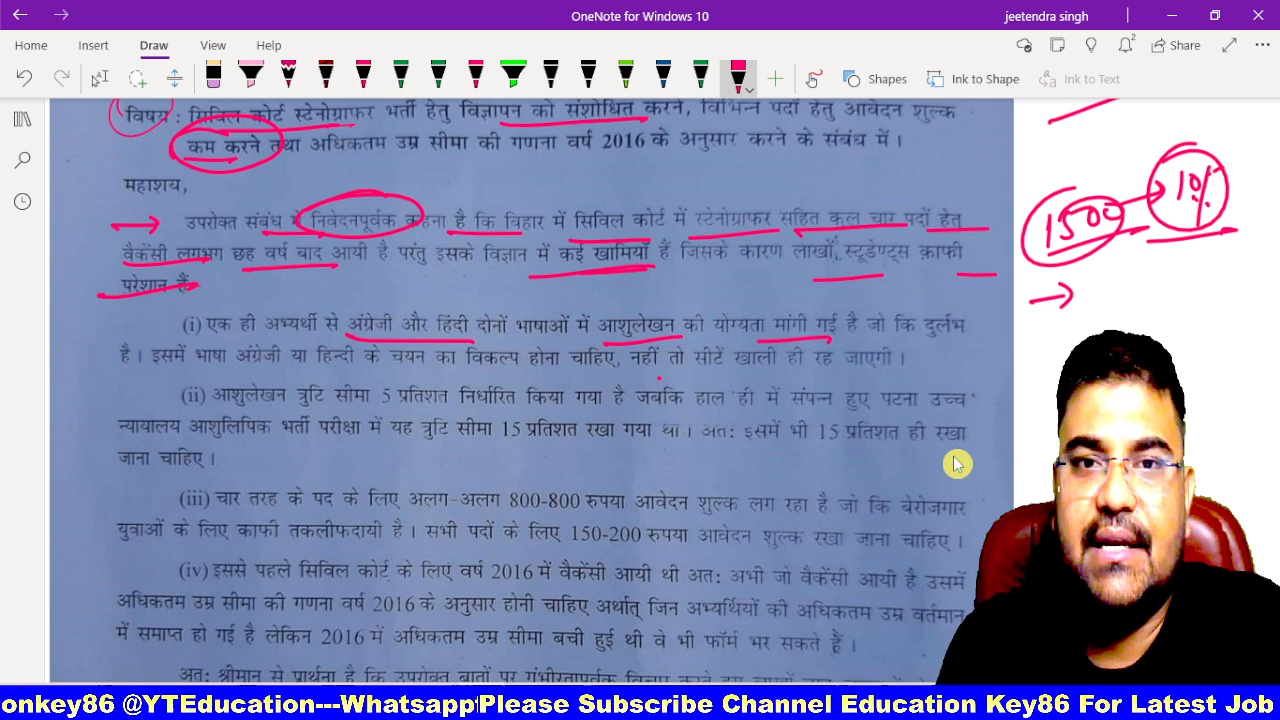 OneNote for Windows 10
jeetendra singh
Home Insert Draw View Help
Share
Shapes
Ink to Shape
Ink to Text
विषय : सिविल कोर्ट स्टेनोग्राफर भर्ती हेतु विज्ञापन को संशोधित करने, विभिन्न पदों हेतु आवेदन शुल्क
कम करने तथा अधिकतम उम्र सीमा की गणना वर्ष 2016 के अनुसार करने के संबंध में।
महाशय,
उपरोक्त संबंध में निवेदनपूर्वक कहना है कि बिहार में सिविल कोर्ट में स्टेनोग्राफर सहित कुल चार पदों हेतु
वैकेंसी लगभग छह वर्ष बाद आयी है परंतु इसके विज्ञान में कई खामियाँ हैं जिसके कारण लाखों स्टूडेण्ट्स क़ाफी
परेशान हैं
(i) एक ही अभ्यर्थी से अंग्रेजी और हिंदी दोनों भाषाओं में आशुलेखन की योग्यता मांगी गई है जो कि दुर्लभ
है। इसमें भाषा अंग्रेजी या हिन्दी के चयन का विकल्प होना चाहिए, नहीं तो सीटें खाली ही रह जाएगी।
(ii) आशुलेखन त्रुटि सीमा 5 प्रतिशत निर्धारित किया गया है जबकि हाल ही में संपन्न हुए पटना उच्च
न्यायालय आशुलिपिक भर्ती परीक्षा में यह त्रुटि सीमा 15 प्रतिशत रखा गया था। अतः इसमें भी 15 प्रतिशत ही रखा
जाना चाहिए।
(iii) चार तरह के पद के लिए अलग-अलग 800-800 रुपया आवेदन शुल्क लग रहा है जो कि बेरोजगार
युवाओं के लिए काफी तकलीफदायी है। सभी पदों के लिए 150-200 रुपया आवेदन शुल्क रखा जाना चाहिए।
(iv) इससे पहले सिविल कोर्ट के लिए वर्ष 2016 में वैकेंसी आयी थी अतः अभी जो वैकेंसी आयी है उसमें
अधिकतम उम्र सीमा की गणना वर्ष 2016 के अनुसार होनी चाहिए अर्थात् जिन अभ्यर्थियों की अधिकतम उम्र वर्तमान
में समाप्त हो गई है लेकिन 2016 में अधिकतम उम्र सीमा बची हुई थी वे भी फॉर्म भर सकते हैं।
अतः श्रीमान से प्रार्थना है कि उपरोक्त बातों पर गंभीरतापूर्वक विचार
1500 → 10%
onkey86 @YTEducation---Whatsapp Please Subscribe Channel Education Key86 For Latest Job